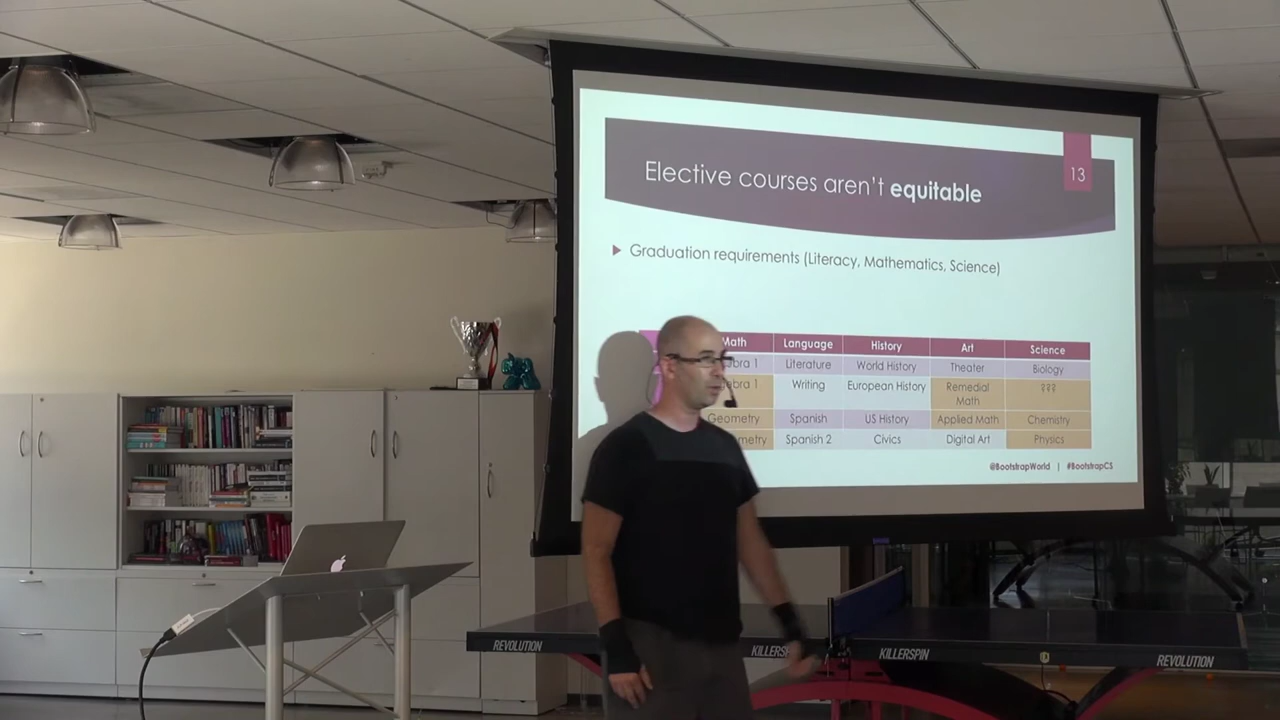 13
Elective courses aren't equitable
Graduation requirements (Literacy, Mathematics, Science)
Math Language History Art Science
Literature World History Theater Biology
Writing European History Remedial Math ???
Geometry Spanish US History Applied Math Chemistry
Spanish 2 Civics Digital Art Physics
@BootstrapWorld | #BootstrapCS
REVOLUTION
KILLERSPIN
REVOLUTION